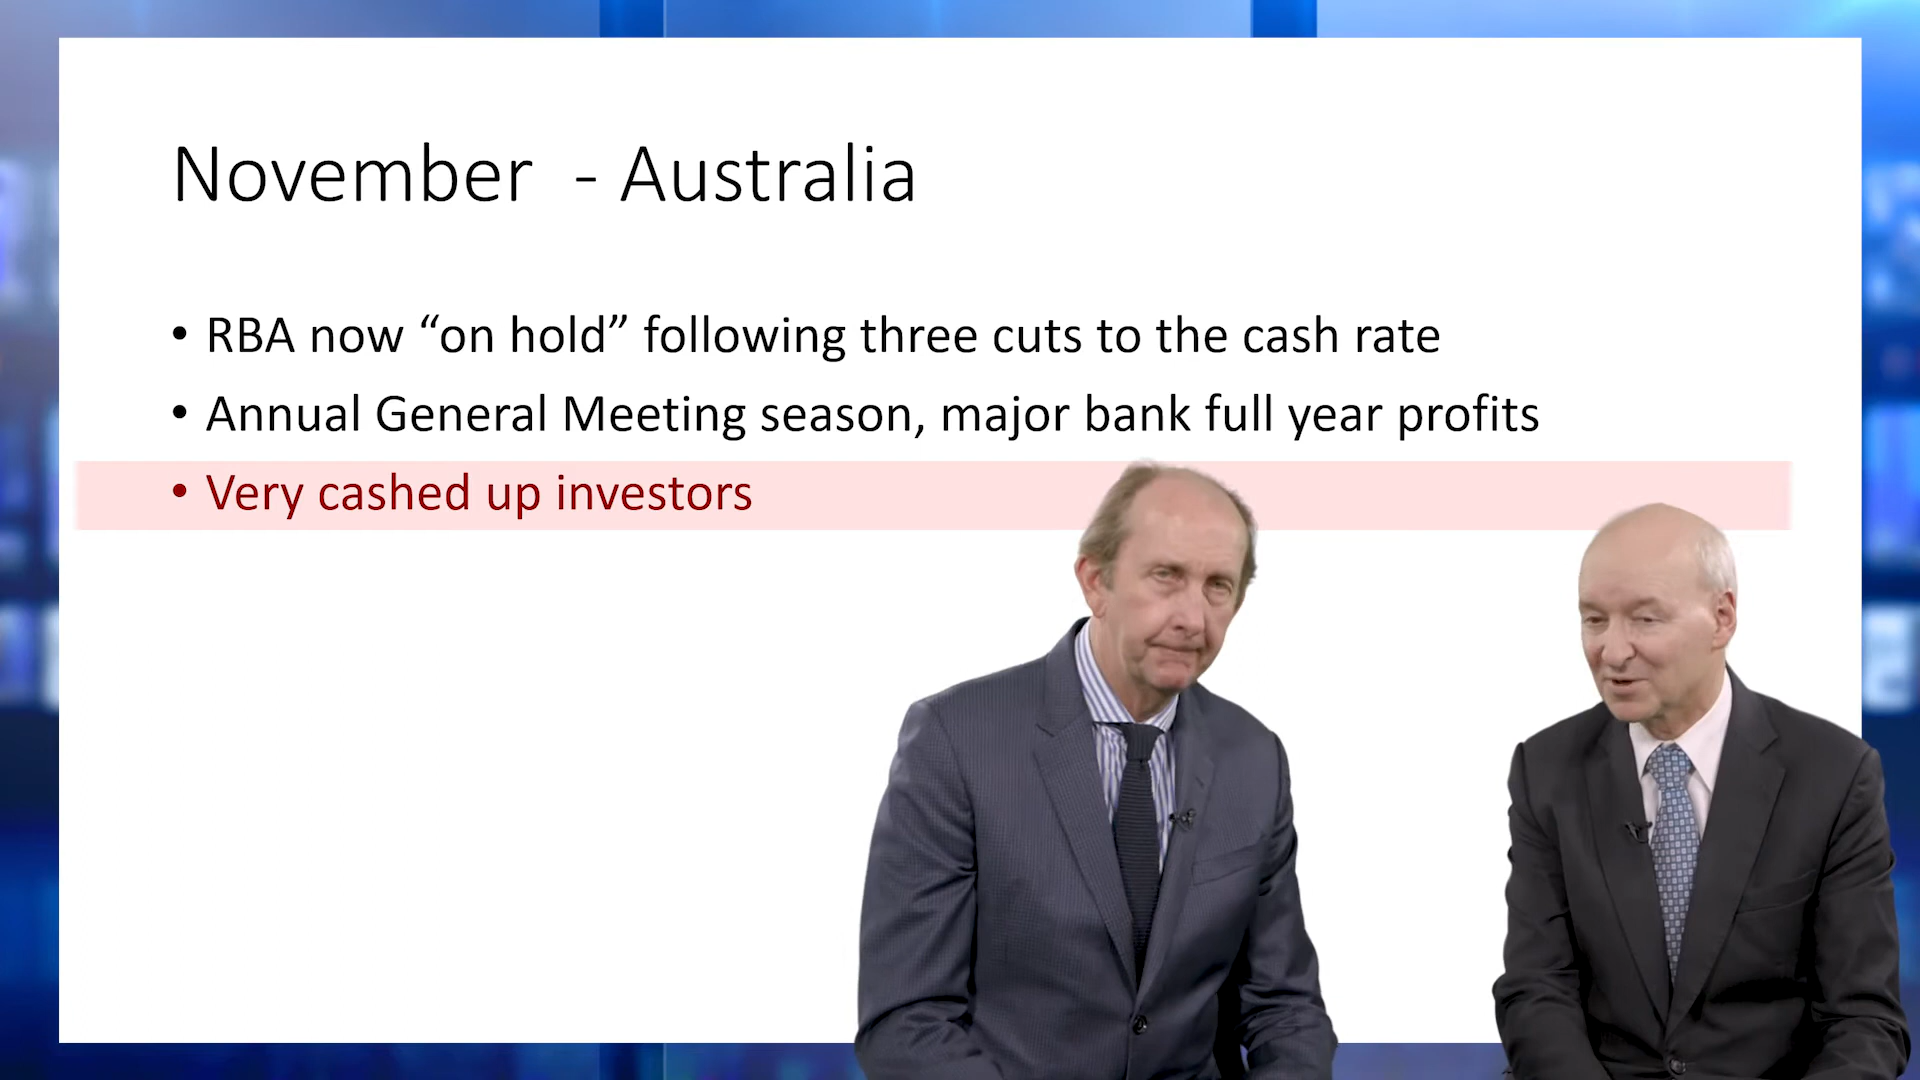 November - Australia
• RBA now “on hold” following three cuts to the cash rate
• Annual General Meeting season, major bank full year profits
• Very cashed up investors